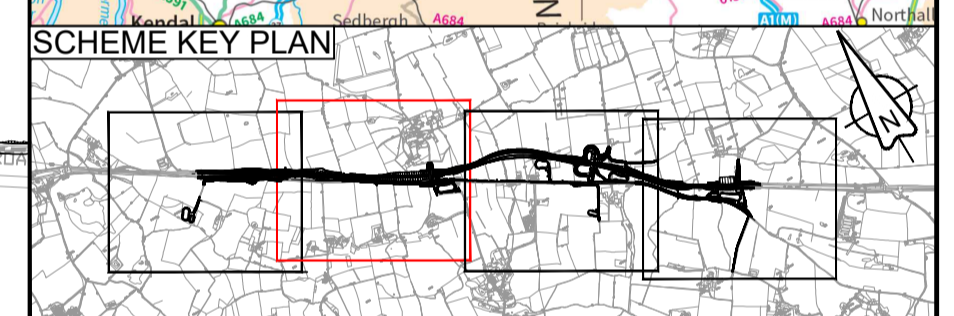 Kendal A684 Sedbergh A684 A1(M) A684 Northall
SCHEME KEY PLAN
N
N